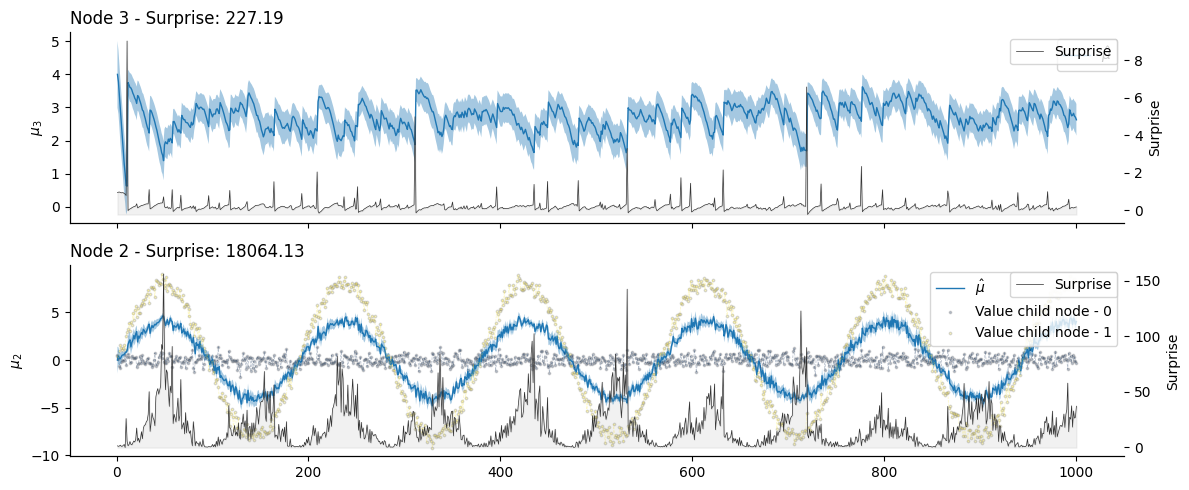 Node 3 - Surprise: 227.19
5
4
3
2
1
0
μ3
Surprise
8
6
4
2
0
Surprise
Node 2 - Surprise: 18064.13
5
0
−5
−10
μ2
μ̂
Value child node - 0
Value child node - 1
Surprise
150
100
50
0
Surprise
0
200
400
600
800
1000